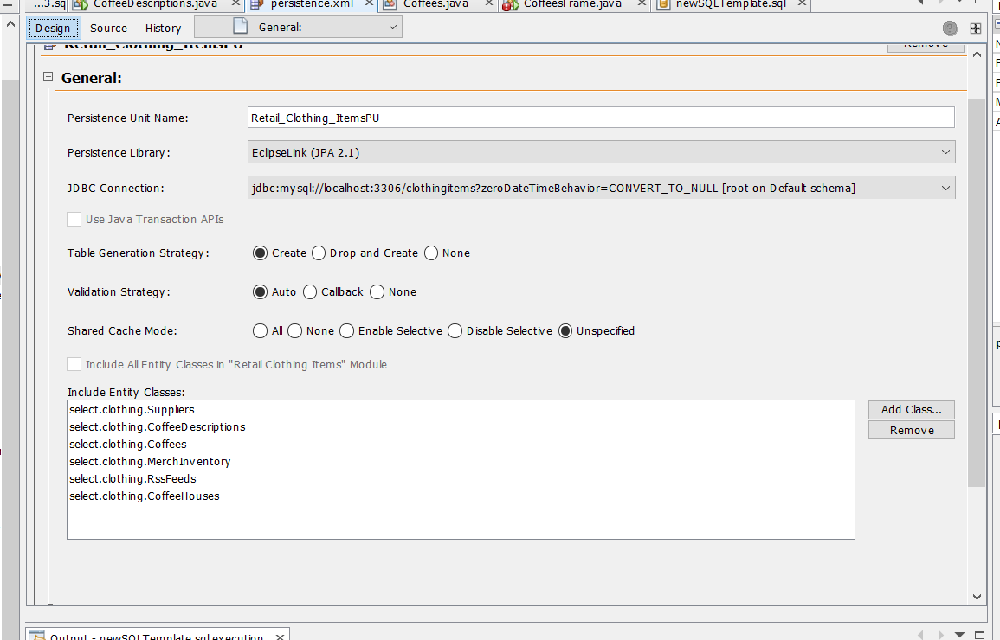 ...3.sq CoffeeDescriptions.java persistence.xml Coffees.java CoffeesFrame.java newSQLTemplate.sql
Design Source History General:
Retail_Clothing_ItemsPU Remove
General:
Persistence Unit Name: Retail_Clothing_ItemsPU
Persistence Library: EclipseLink (JPA 2.1)
JDBC Connection: jdbc:mysql://localhost:3306/clothingitems?zeroDateTimeBehavior=CONVERT_TO_NULL [root on Default schema]
Use Java Transaction APIs
Table Generation Strategy: Create Drop and Create None
Validation Strategy: Auto Callback None
Shared Cache Mode: All None Enable Selective Disable Selective Unspecified
Include All Entity Classes in "Retail Clothing Items" Module
Include Entity Classes:
select.clothing.Suppliers Add Class...
select.clothing.CoffeeDescriptions Remove
select.clothing.Coffees
select.clothing.MerchInventory
select.clothing.RssFeeds
select.clothing.CoffeeHouses
Output - newSQLTemplate.sql execution